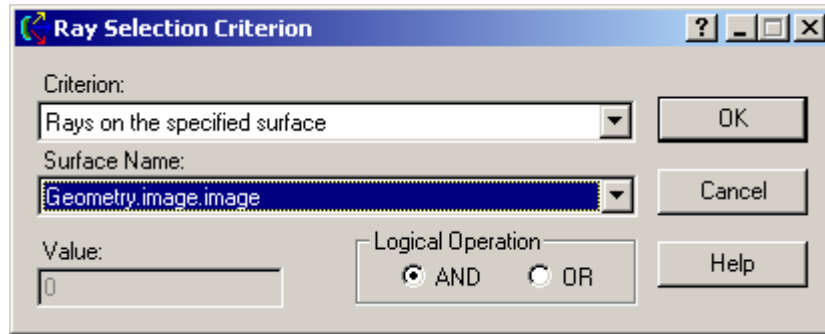 Ray Selection Criterion
?
Criterion:
Rays on the specified surface
OK
Surface Name:
Geometry.image.image
Cancel
Value:
0
Logical Operation
AND
OR
Help